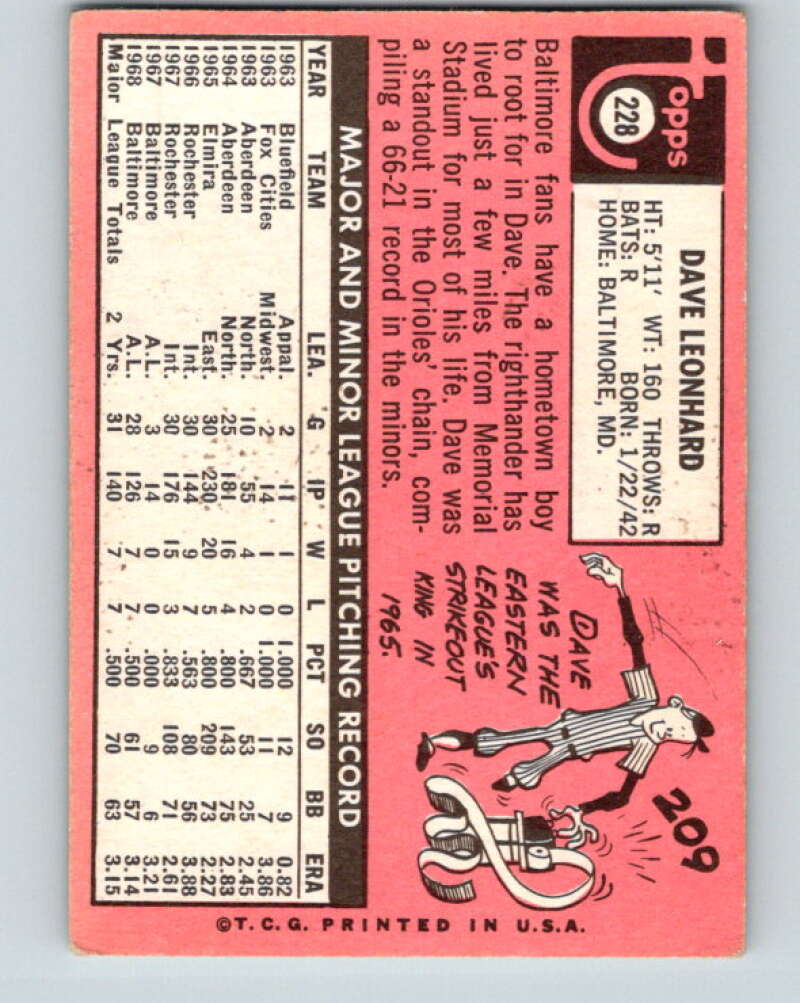 topps
228
DAVE LEONHARD
HT: 5'11' WT: 160 THROWS: R
BATS: R BORN: 1/22/42
HOME: BALTIMORE, MD.
Baltimore fans have a hometown boy
to root for in Dave. The righthander has
lived just a few miles from Memorial
Stadium for most of his life. Dave was
a standout in the Orioles' chain, com-
piling a 66-21 record in the minors.
DAVE
WAS THE
EASTERN
LEAGUE'S
STRIKEOUT
KING IN
1965.
209
MAJOR AND MINOR LEAGUE PITCHING RECORD
YEAR TEAM LEA. G IP W L PCT SO BB ERA
1963 Bluefield Appal. 2 11 1 0 1.000 12 9 0.82
1963 Fox Cities Midwest. 2 14 1 0 1.000 11 7 3.86
1963 Aberdeen North. 10 55 4 2 .667 53 25 2.45
1964 Aberdeen North. 25 181 16 4 .800 143 75 2.83
1965 Elmira East. 30 230 20 5 .800 209 73 2.27
1966 Rochester Int. 30 144 9 7 .563 80 56 3.88
1967 Rochester Int. 30 176 15 3 .833 108 71 2.61
1967 Baltimore A.L. 3 14 0 0 .000 9 6 3.21
1968 Baltimore A.L. 28 126 7 7 .500 61 57 3.14
Major League Totals 2 Yrs. 31 140 7 7 .500 70 63 3.15
©T.C.G. PRINTED IN U.S.A.